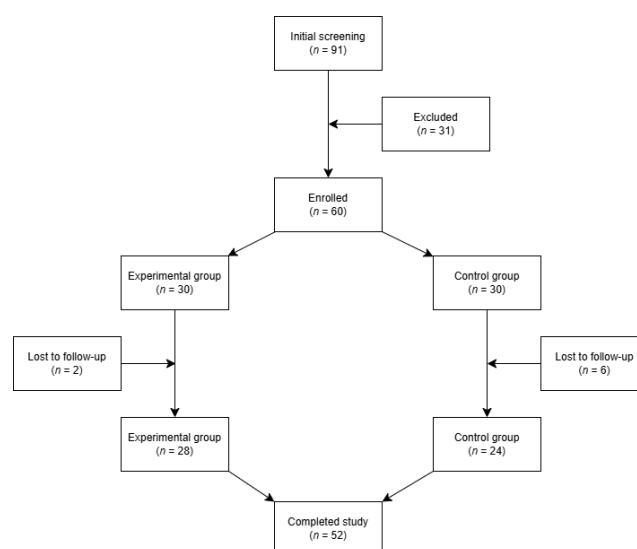 Initial screening
(n = 91)
Excluded
(n = 31)
Enrolled
(n = 60)
Experimental group
(n = 30)
Control group
(n = 30)
Lost to follow-up
(n = 2)
Lost to follow-up
(n = 6)
Experimental group
(n = 28)
Control group
(n = 24)
Completed study
(n = 52)